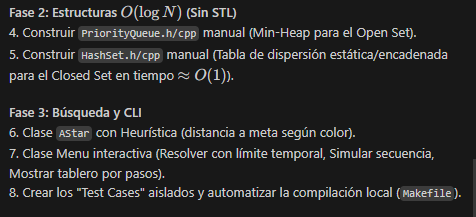 Fase 2: Estructuras O(log N) (Sin STL)
4. Construir PriorityQueue.h/cpp manual (Min-Heap para el Open Set).
5. Construir HashSet.h/cpp manual (Tabla de dispersión estática/encadenada
para el Closed Set en tiempo ≈ O(1)).
Fase 3: Búsqueda y CLI
6. Clase AStar con Heurística (distancia a meta según color).
7. Clase Menu interactiva (Resolver con límite temporal, Simular secuencia,
Mostrar tablero por pasos).
8. Crear los "Test Cases" aislados y automatizar la compilación local (Makefile).